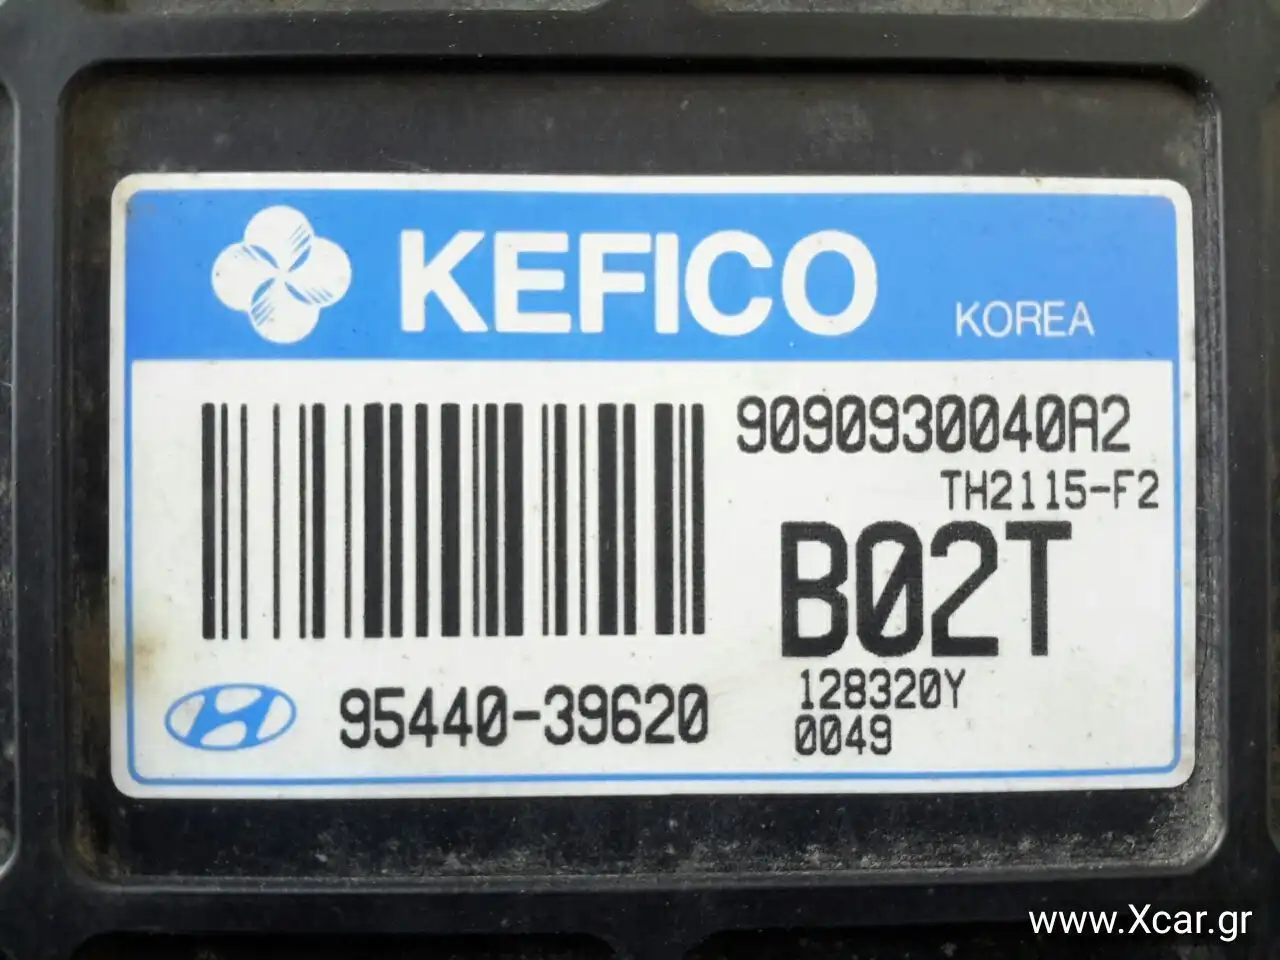 KEFICO
KOREA
9090930040A2
TH2115-F2
B02T
128320Y
0049
95440-39620
www.Xcar.gr